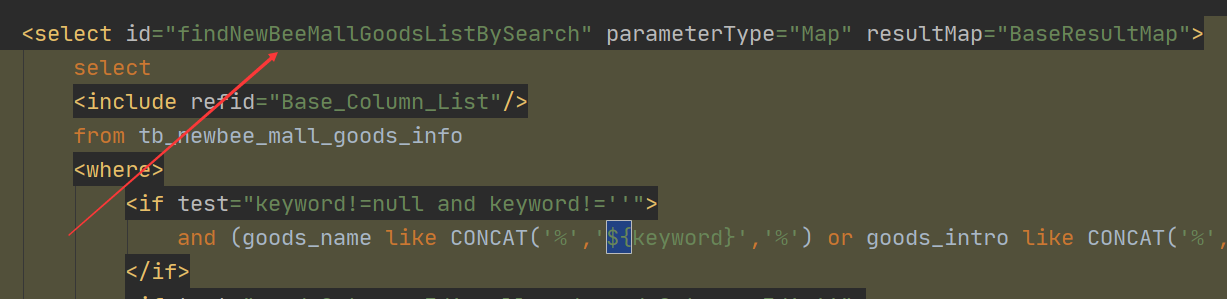 <select id="findNewBeeMallGoodsListBySearch" parameterType="Map" resultMap="BaseResultMap">
select
<include refid="Base_Column_List"/>
from tb_newbee_mall_goods_info
<where>
<if test="keyword!=null and keyword!=''">
and (goods_name like CONCAT('%','${keyword}','%') or goods_intro like CONCAT('%',
</if>